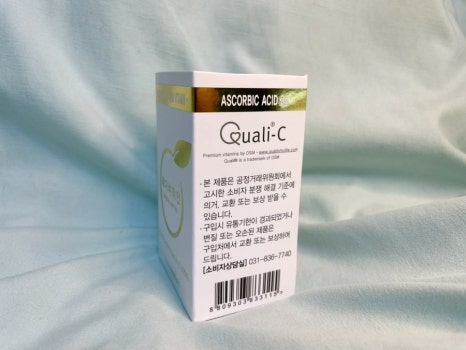 ASCORBIC ACID
Quali®-C
Premium vitamins by DSM - www.qualityforlife.com
Quali® is a trademark of DSM
· 본 제품은 공정거래위원회에서
고시한 소비자 분쟁 해결 기준에
의거, 교환 또는 보상 받을 수
있습니다.
· 구입시 유통기한이 경과되었거나
변질 또는 오손된 제품은
구입처에서 교환 또는 보상하여
드립니다.
[소비자상담실] 031-836-7740
8 809303 833115